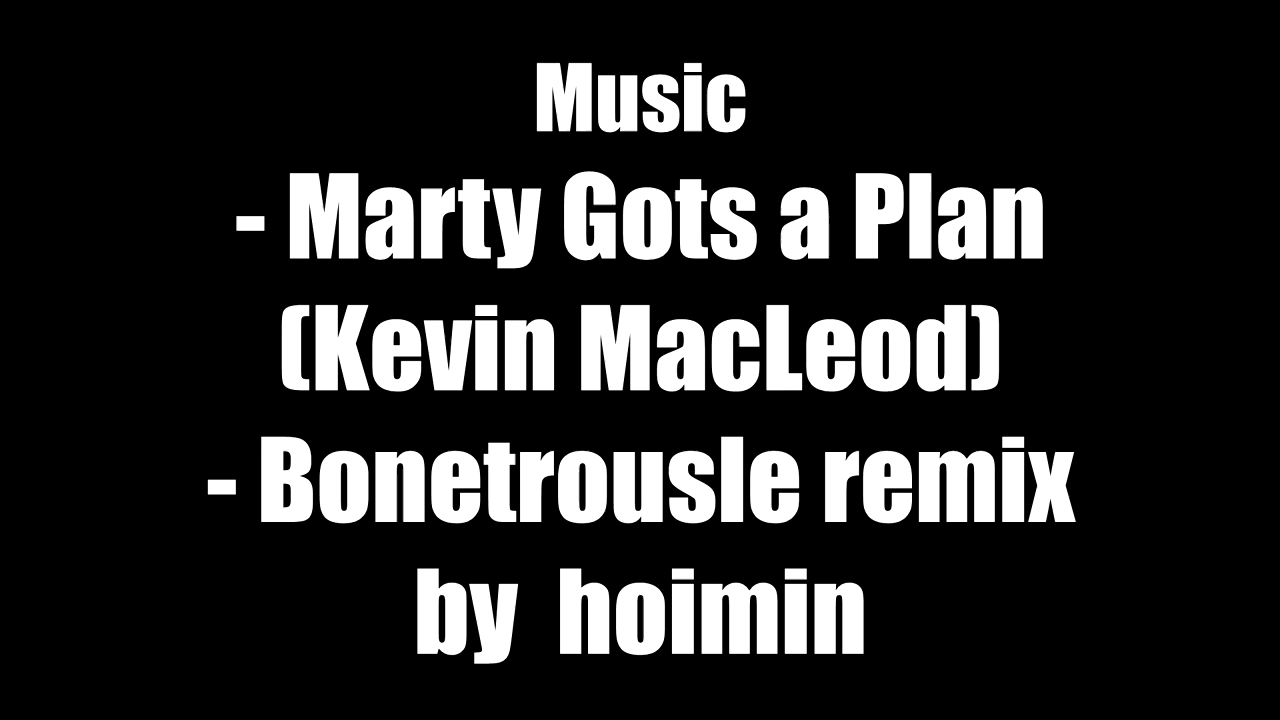 Music
- Marty Gots a Plan
(Kevin MacLeod)
- Bonetrousle remix
by  hoimin